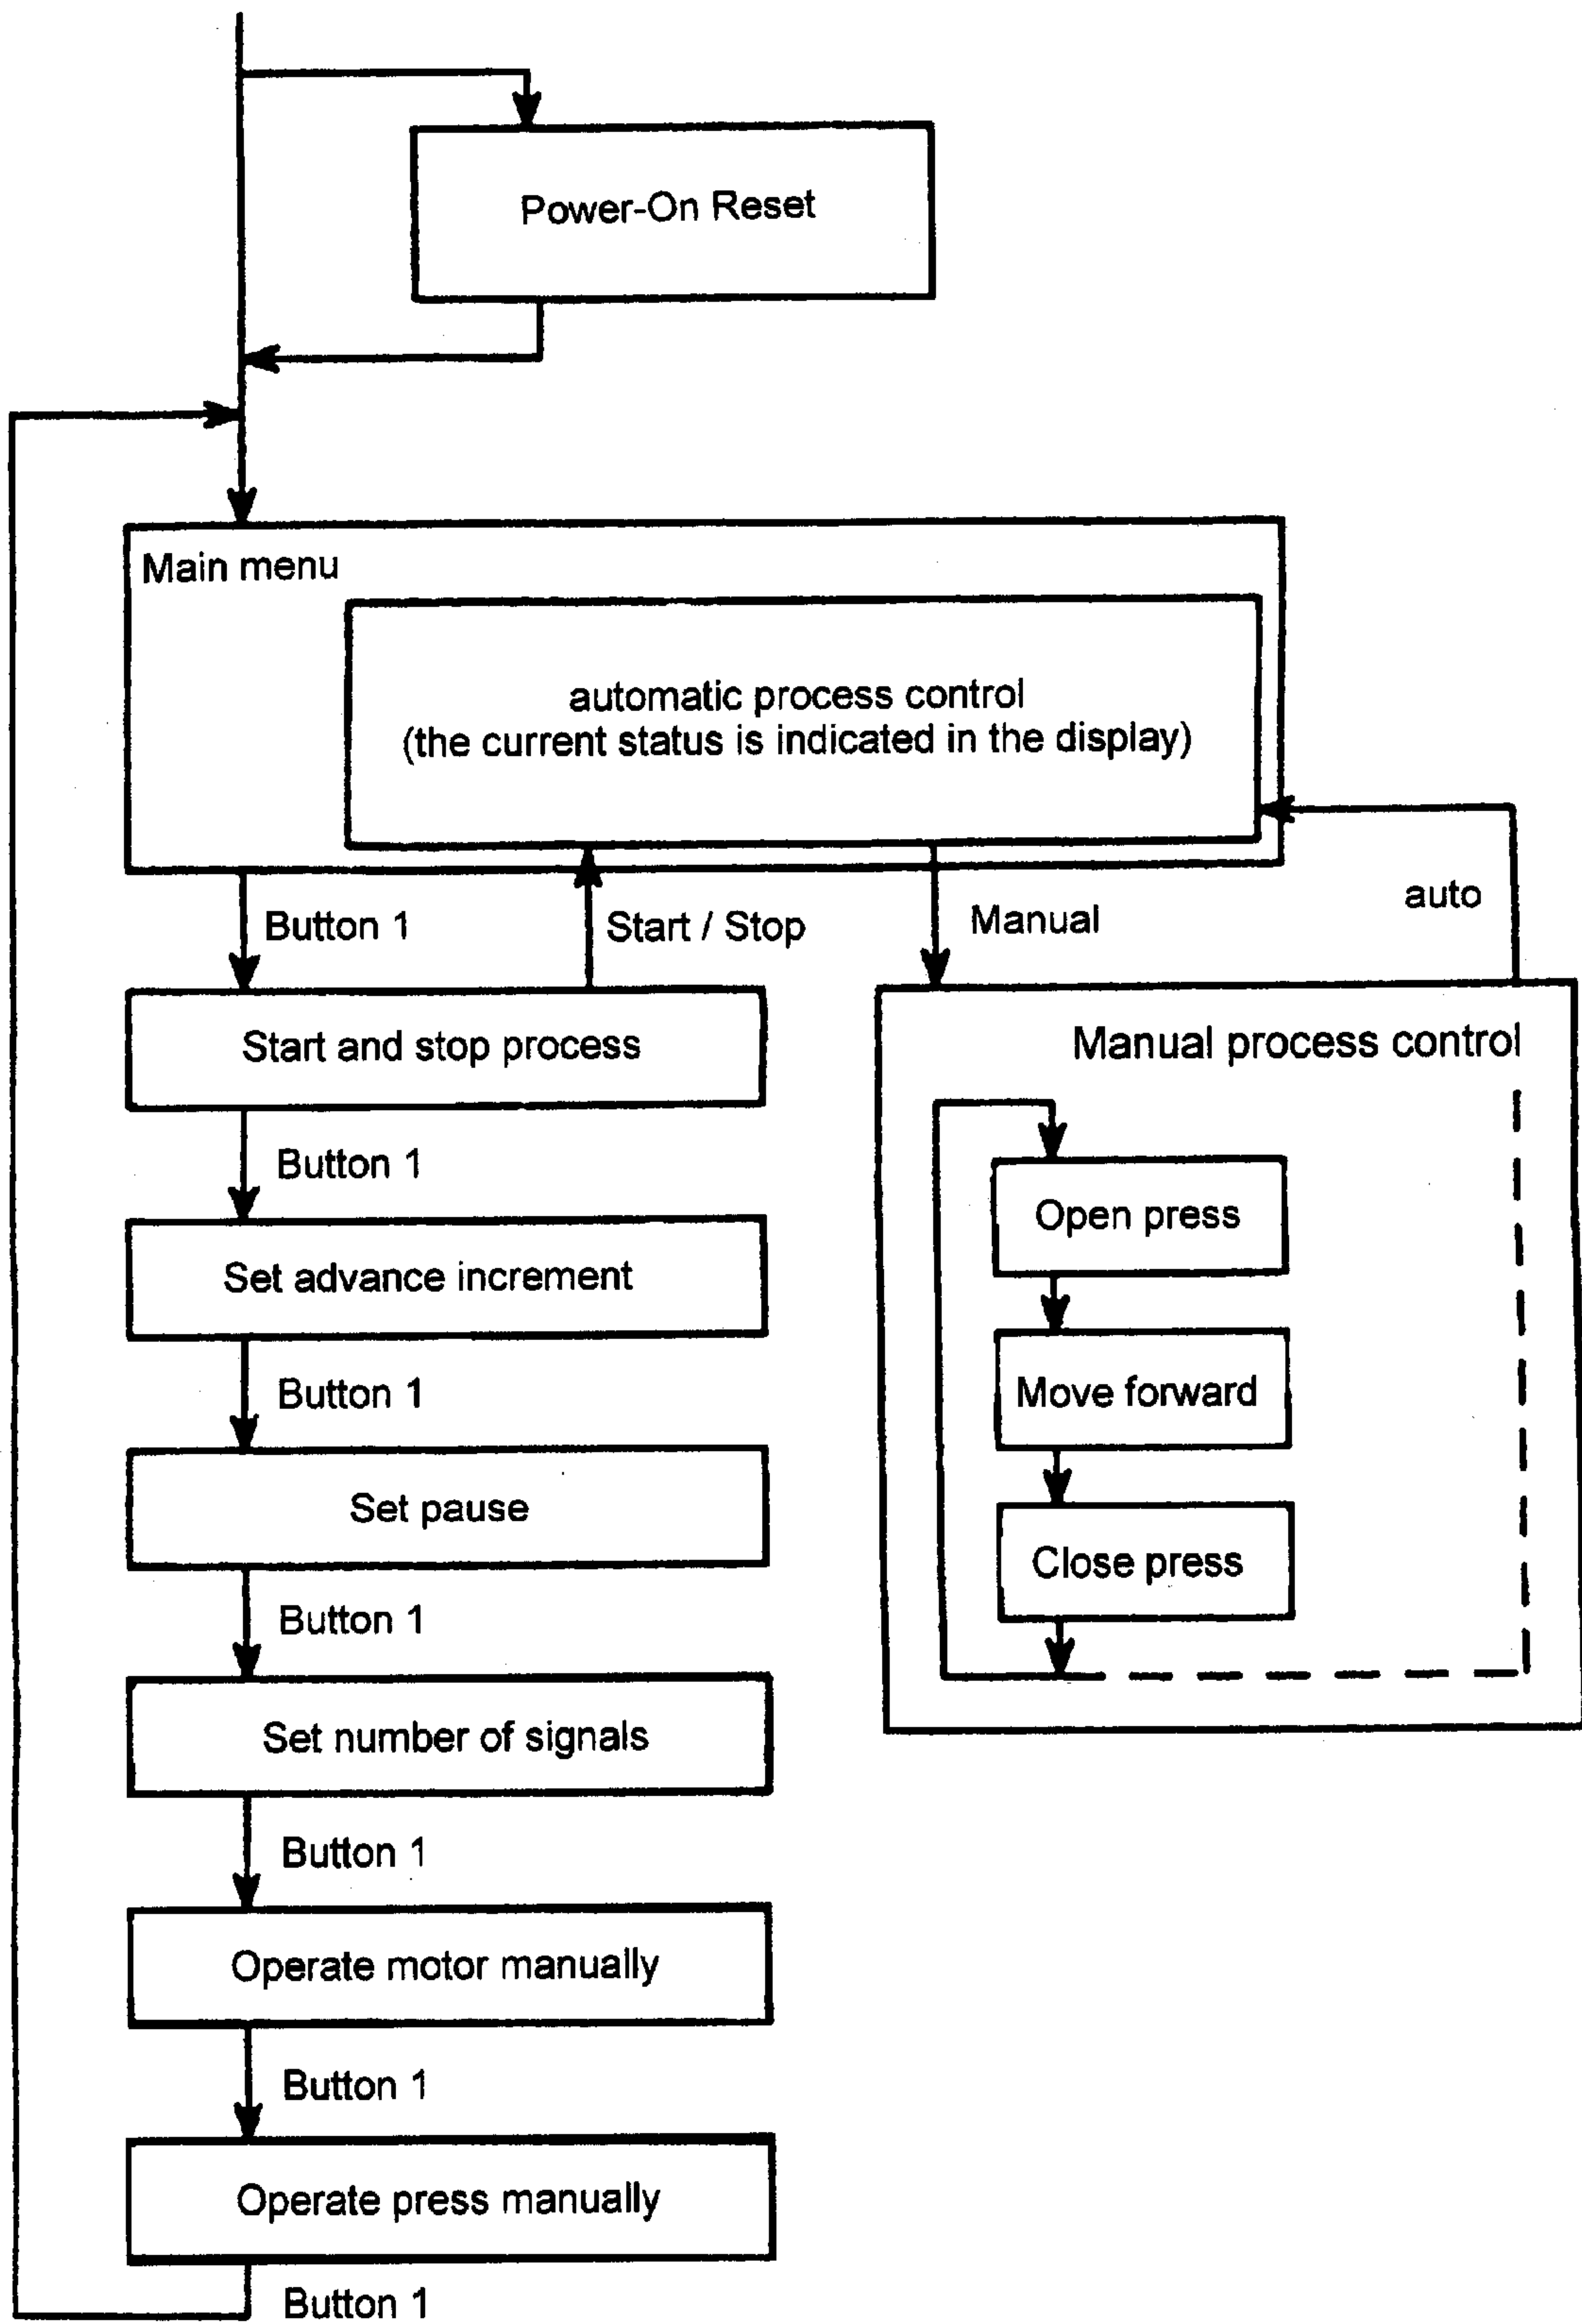 Power-On Reset
Main menu
automatic process control
(the current status is indicated in the display)
Button 1
Start / Stop
Manual
auto
Start and stop process
Manual process control
Button 1
Open press
Set advance increment
Button 1
Move forward
Set pause
Close press
Button 1
Set number of signals
Button 1
Operate motor manually
Button 1
Operate press manually
Button 1